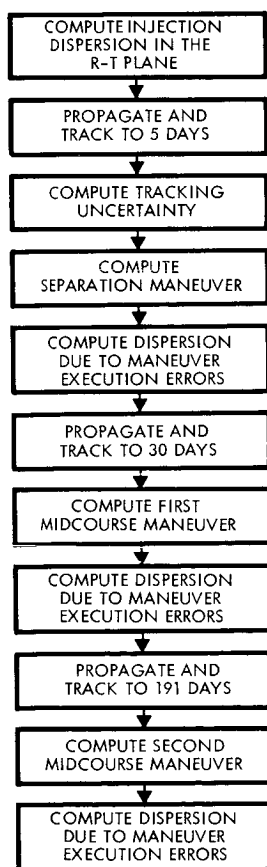 COMPUTE INJECTION
DISPERSION IN THE
R-T PLANE
PROPAGATE AND
TRACK TO 5 DAYS
COMPUTE TRACKING
UNCERTAINTY
COMPUTE
SEPARATION MANEUVER
COMPUTE DISPERSION
DUE TO MANEUVER
EXECUTION ERRORS
PROPAGATE AND
TRACK TO 30 DAYS
COMPUTE FIRST
MIDCOURSE MANEUVER
COMPUTE DISPERSION
DUE TO MANEUVER
EXECUTION ERRORS
PROPAGATE AND
TRACK TO 191 DAYS
COMPUTE SECOND
MIDCOURSE MANEUVER
COMPUTE DISPERSION
DUE TO MANEUVER
EXECUTION ERRORS